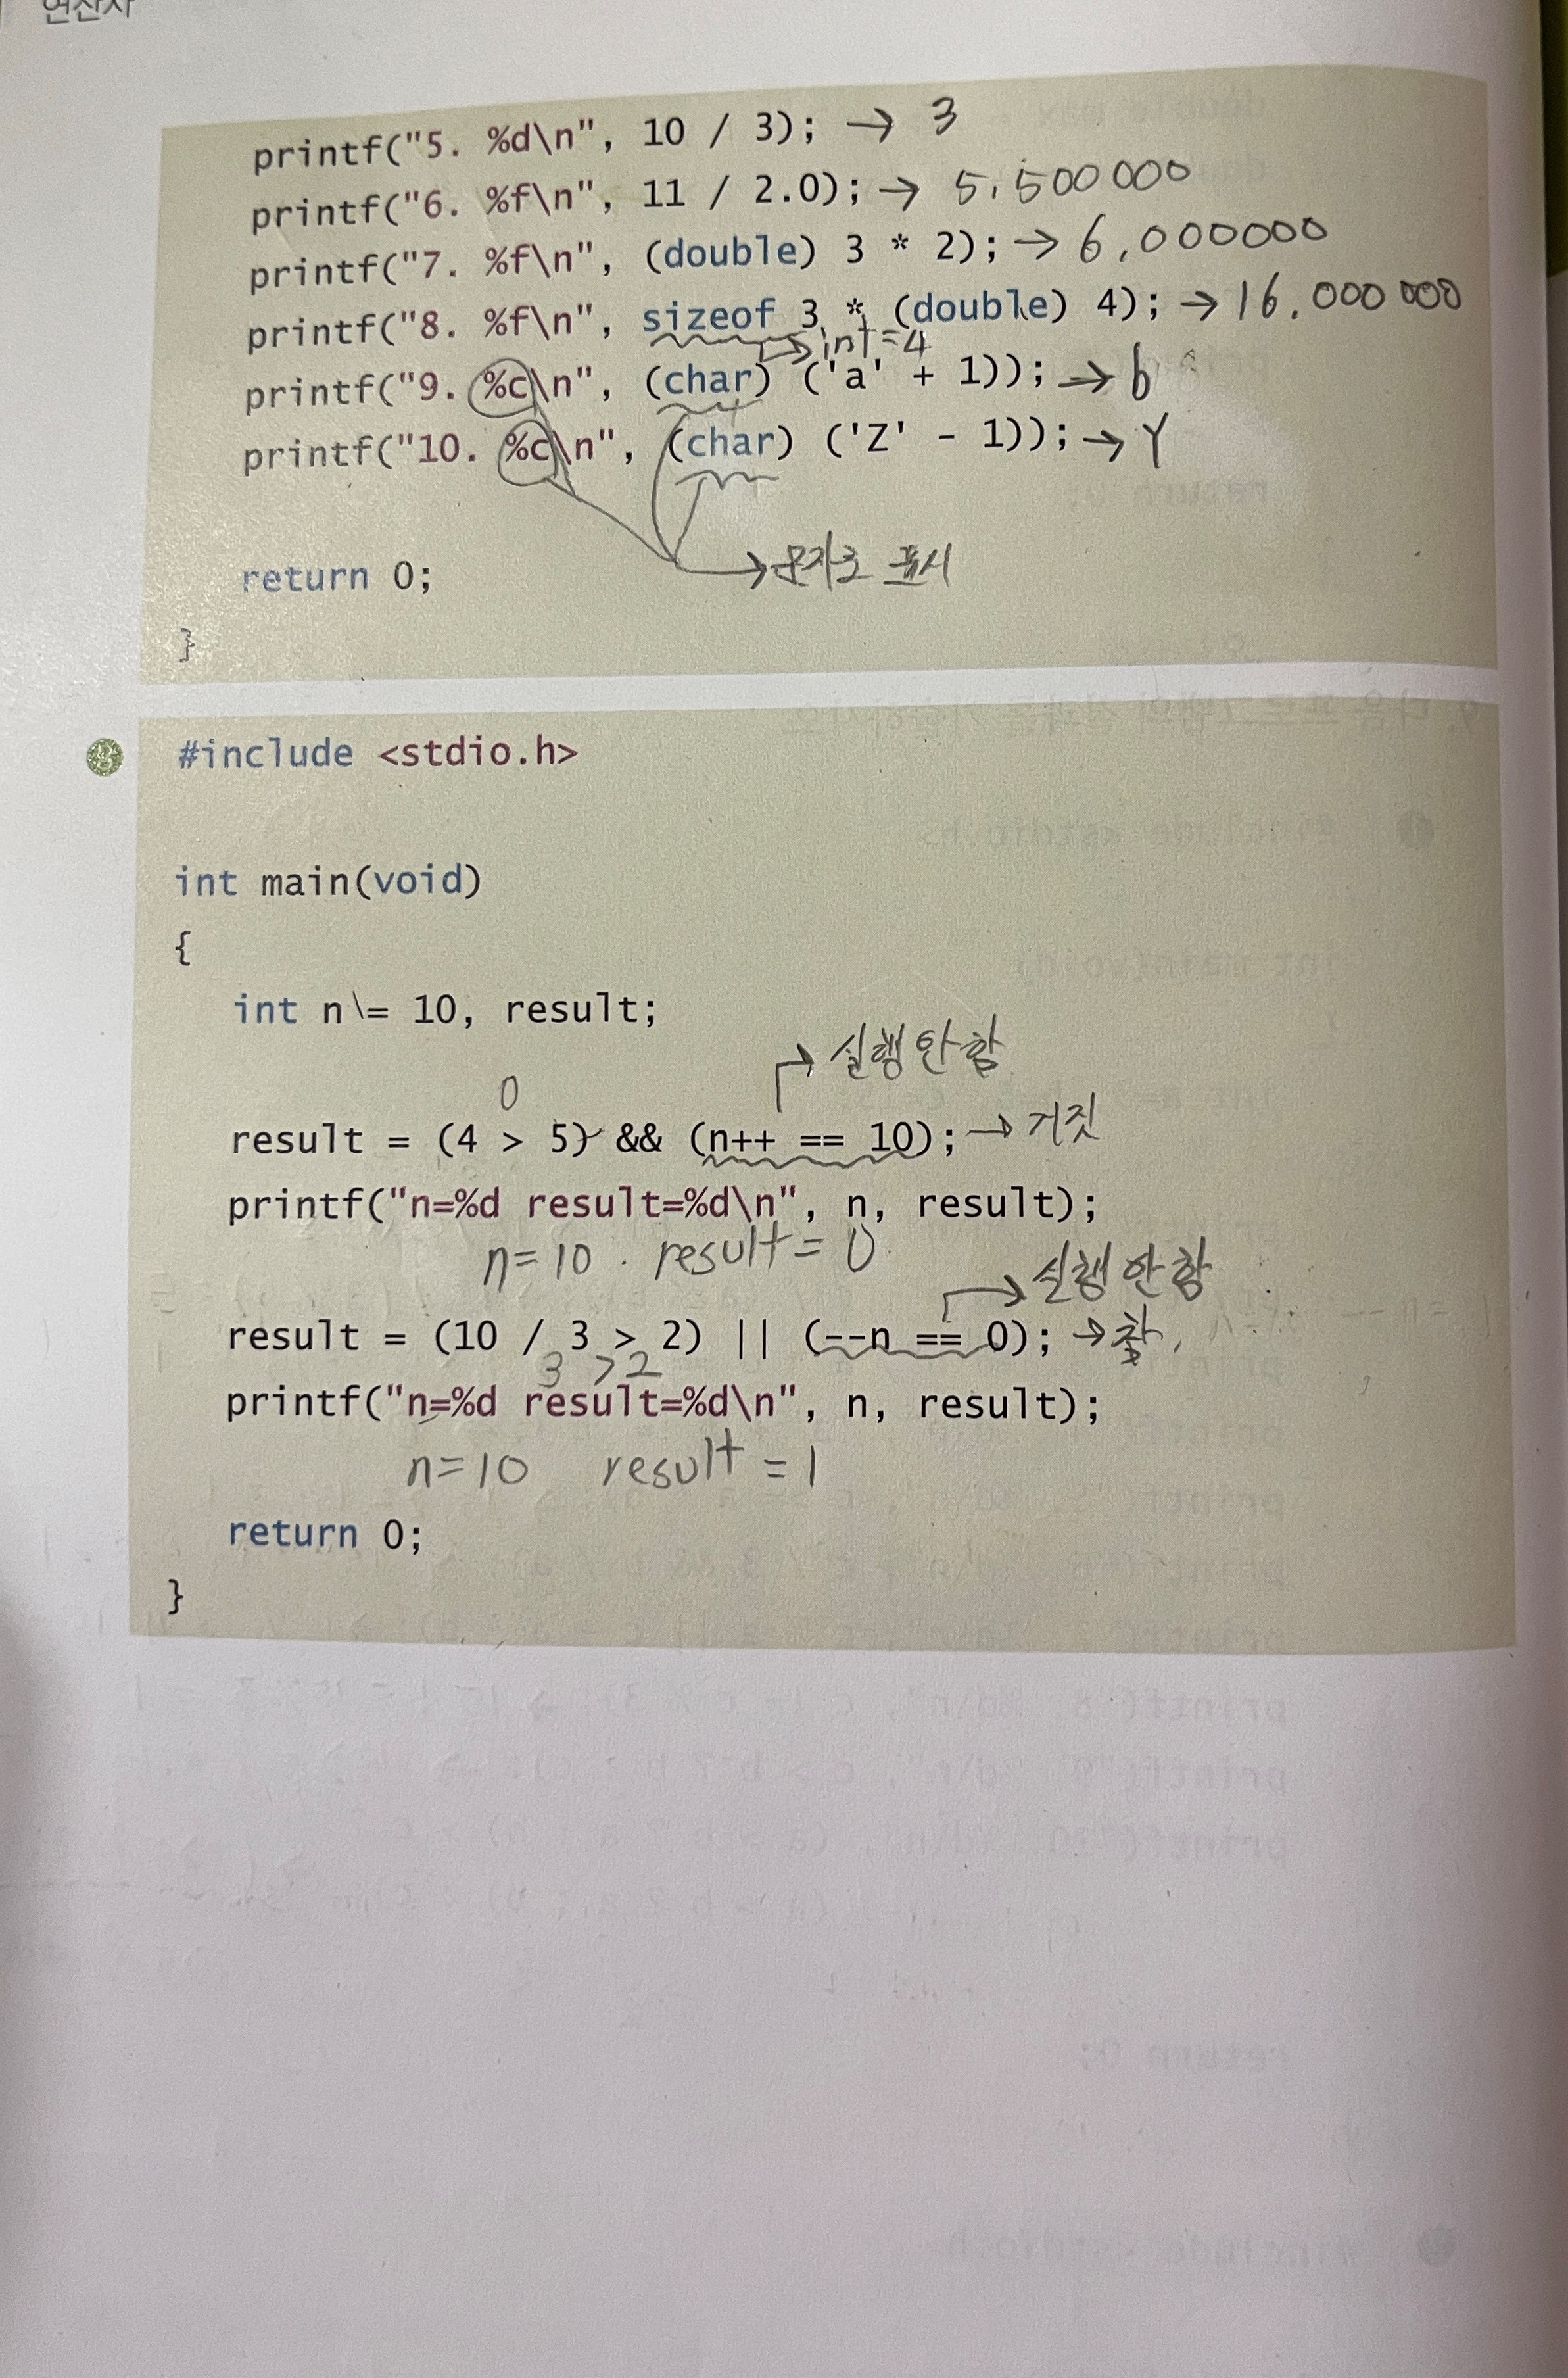 연산자
printf("5. %d\n", 10 / 3); → 3
printf("6. %f\n", 11 / 2.0); → 5.500000
printf("7. %f\n", (double) 3 * 2); → 6.000000
printf("8. %f\n", sizeof 3 * (double) 4); → 16.000000
→ int=4
printf("9. %c\n", (char) ('a' + 1)); → b
printf("10. %c\n", (char) ('Z' - 1)); → Y
return 0;
→ 문자로 표시
}
3
#include <stdio.h>
int main(void)
{
int n = 10, result;
→ 실행 안 함
0
result = (4 > 5) && (n++ == 10); → 거짓
printf("n=%d result=%d\n", n, result);
n=10 result=0
→ 실행 안 함
result = (10 / 3 > 2) || (--n == 0); → 참
3 >2
printf("n=%d result=%d\n", n, result);
n=10 result=1
return 0;
}